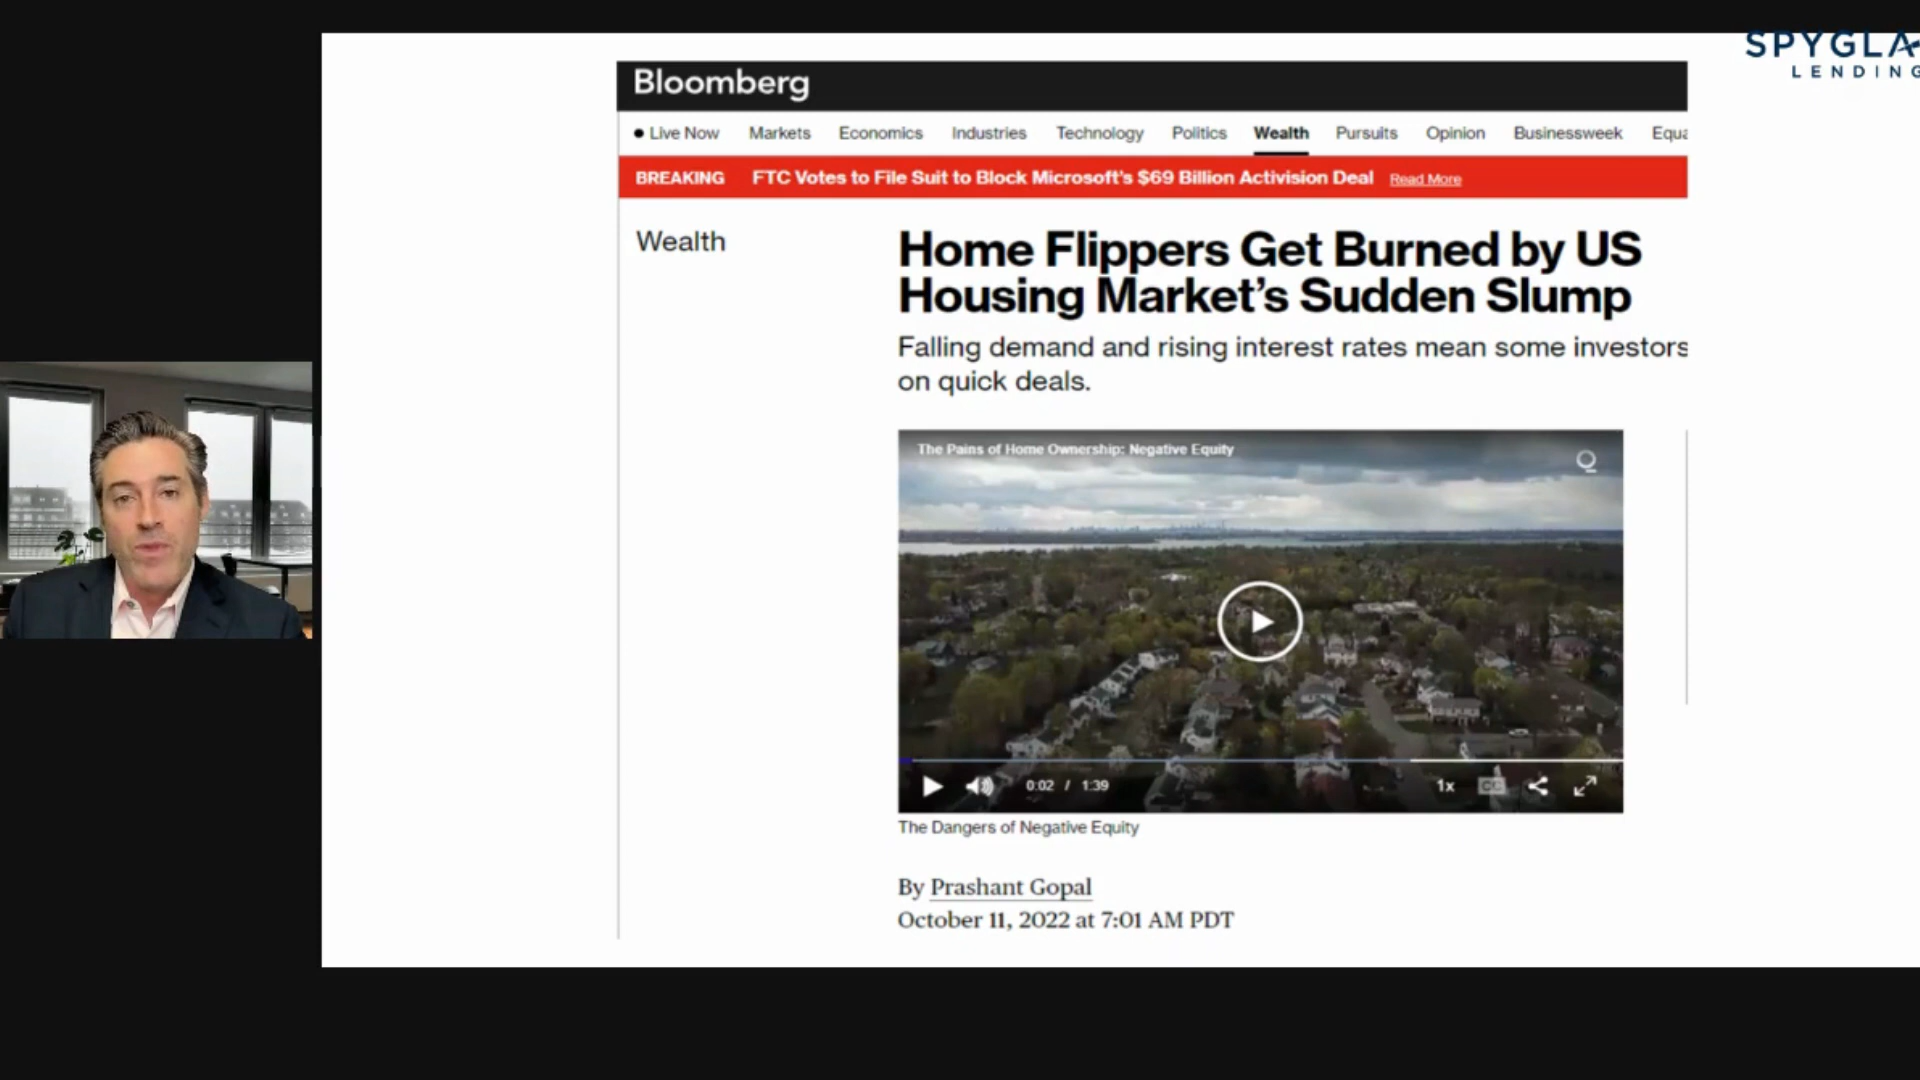 SPYGLA
LENDING
Bloomberg
Live Now Markets Economics Industries Technology Politics Wealth Pursuits Opinion Businessweek Equa
BREAKING FTC Votes to File Suit to Block Microsoft's $69 Billion Activision Deal Read More
Wealth
Home Flippers Get Burned by US
Housing Market's Sudden Slump
Falling demand and rising interest rates mean some investors
on quick deals.
The Pains of Home Ownership: Negative Equity
0:02 / 1:39 1x CC
The Dangers of Negative Equity
By Prashant Gopal
October 11, 2022 at 7:01 AM PDT